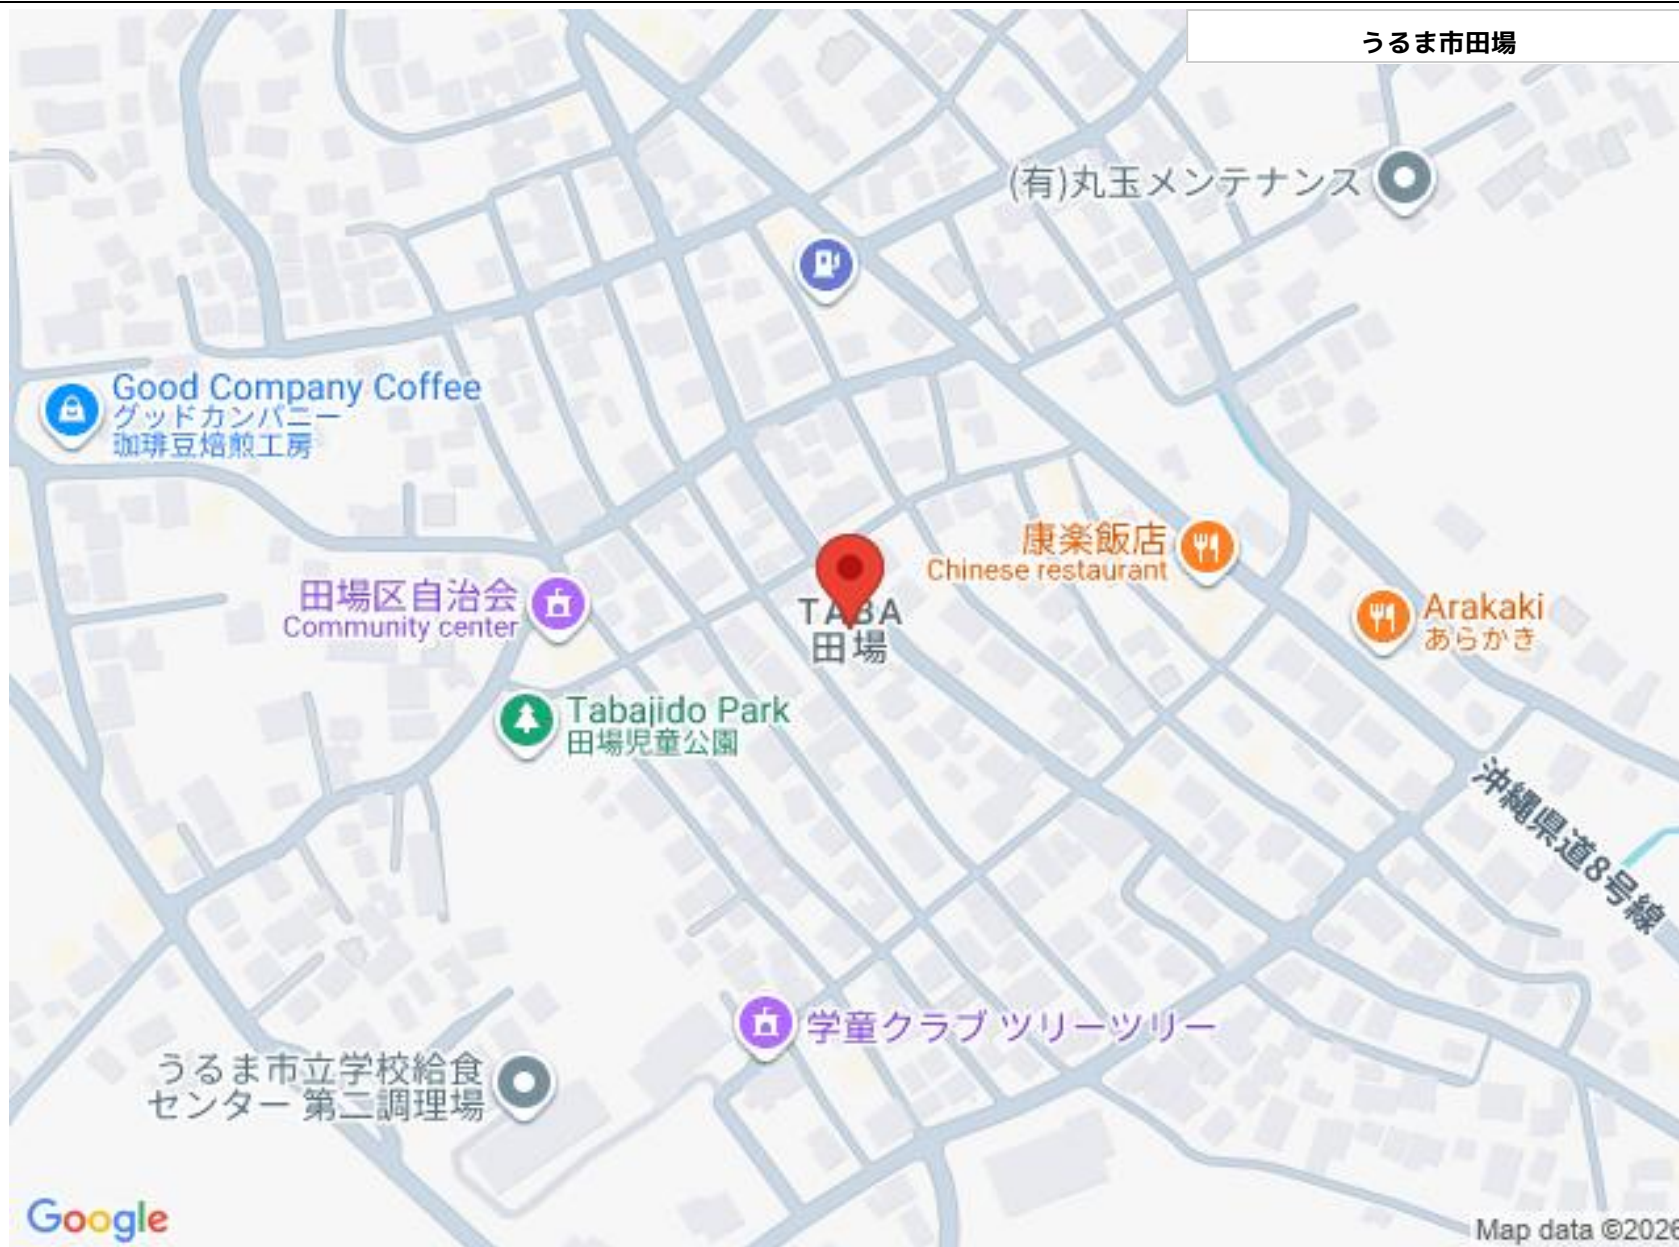 うるま市田場
(有)丸玉メンテナンス
Good Company Coffee
グッドカンパニー
珈琲豆焙煎工房
康楽飯店
Chinese restaurant
田場区自治会
Community center
TABA
田場
Arakaki
あらかき
Tabajido Park
田場児童公園
沖縄県道8号線
学童クラブ ツリーツリー
うるま市立学校給食
センター 第二調理場
Google
Map data ©2026